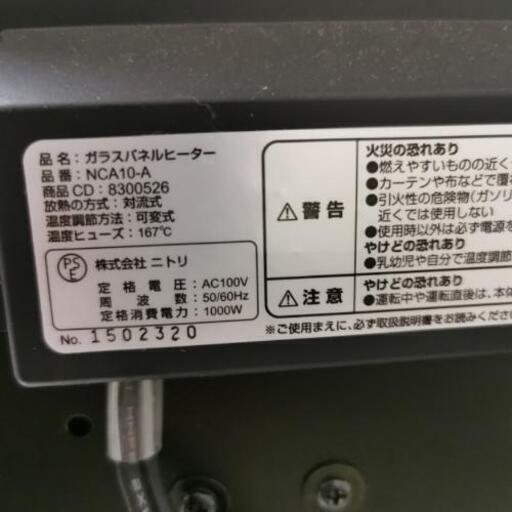 品名：ガラスパネルヒーター
品番：NCA10-A
商品CD：8300526
放熱の方式：対流式
温度調節方法：可変式
温度ヒューズ：167℃
PSE
株式会社 ニトリ
定格電圧：AC100V
周波数：50/60Hz
定格消費電力：1000W
No. 1502320
⚠警告
火災の恐れあり
●燃えやすいものの近く
●カーテンや布などで覆
●引火性の危険物(ガソリ
近くでは使用しない
●使用時以外は必ず電源を
やけどの恐れあり
●乳幼児や自分で温度調節
⚠注意
やけどの恐れあり
●運転中や運転直後は、本体
※ご使用まえに、必ず取扱説明書をお読みくださ